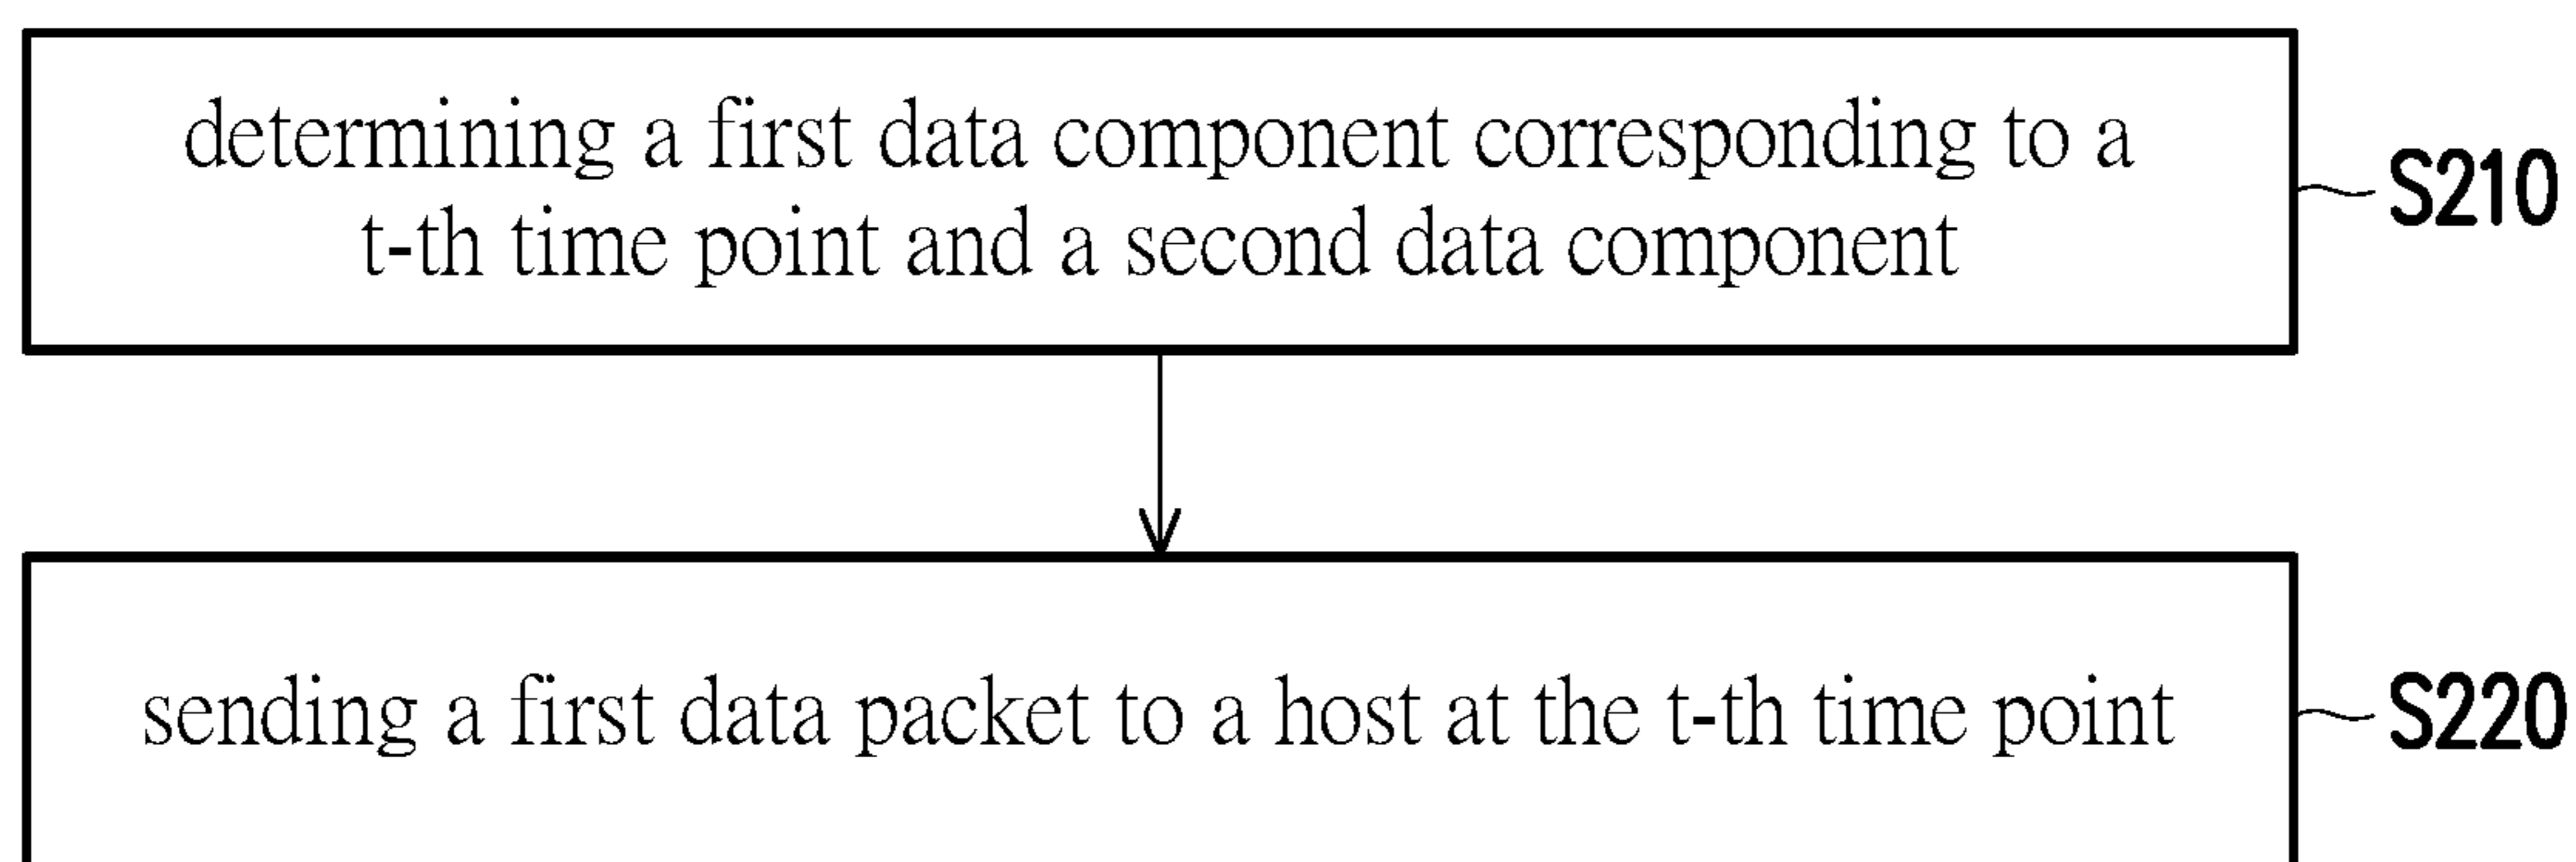 determining a first data component corresponding to a
t-th time point and a second data component
S210
sending a first data packet to a host at the t-th time point
S220